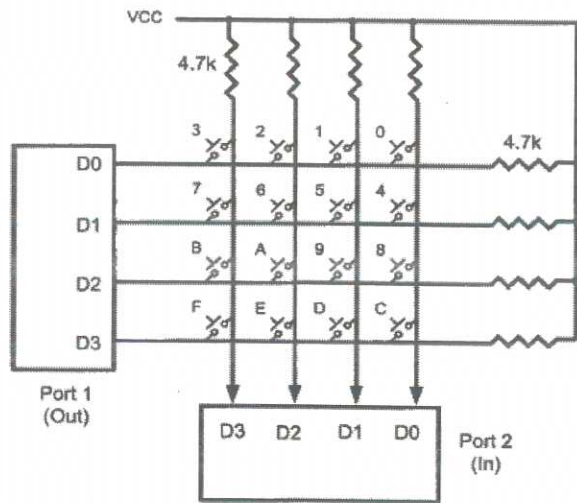 VCC
4.7k
3 2 1 0
D0 4.7k
7 6 5 4
D1
B A 9 8
D2
F E D C
D3
Port 1
(Out)
D3 D2 D1 D0
Port 2
(In)